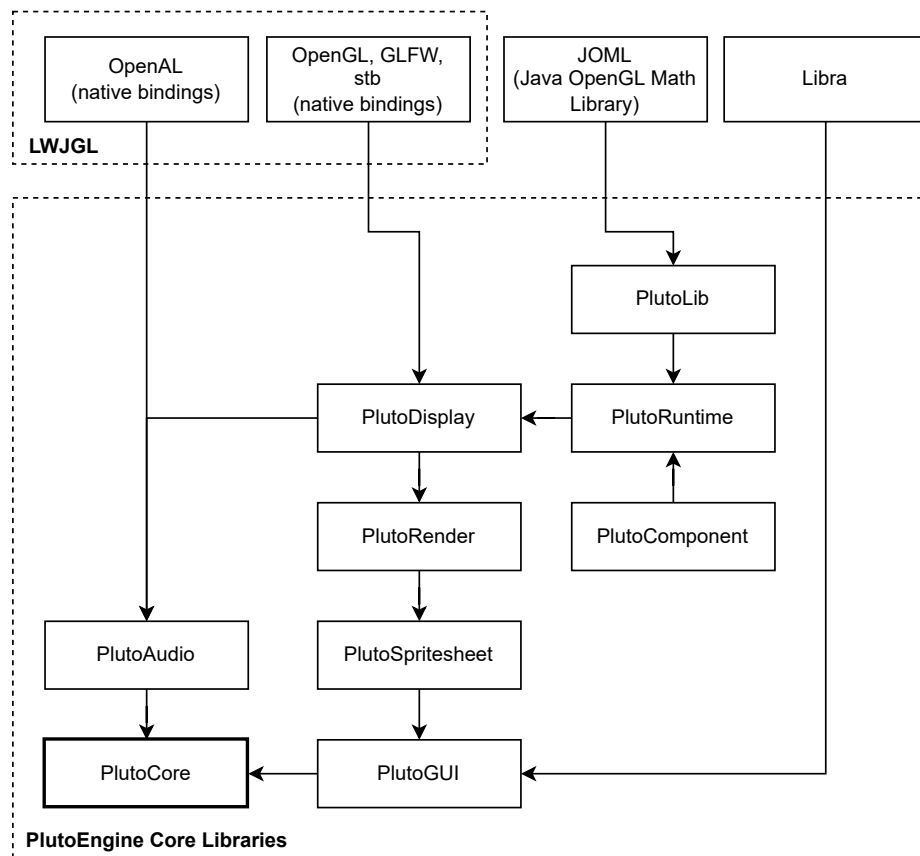 OpenAL
(native bindings)
OpenGL, GLFW,
stb
(native bindings)
JOML
(Java OpenGL Math
Library)
Libra
LWJGL
PlutoLib
PlutoDisplay
PlutoRuntime
PlutoRender
PlutoComponent
PlutoAudio
PlutoSpritesheet
PlutoCore
PlutoGUI
PlutoEngine Core Libraries